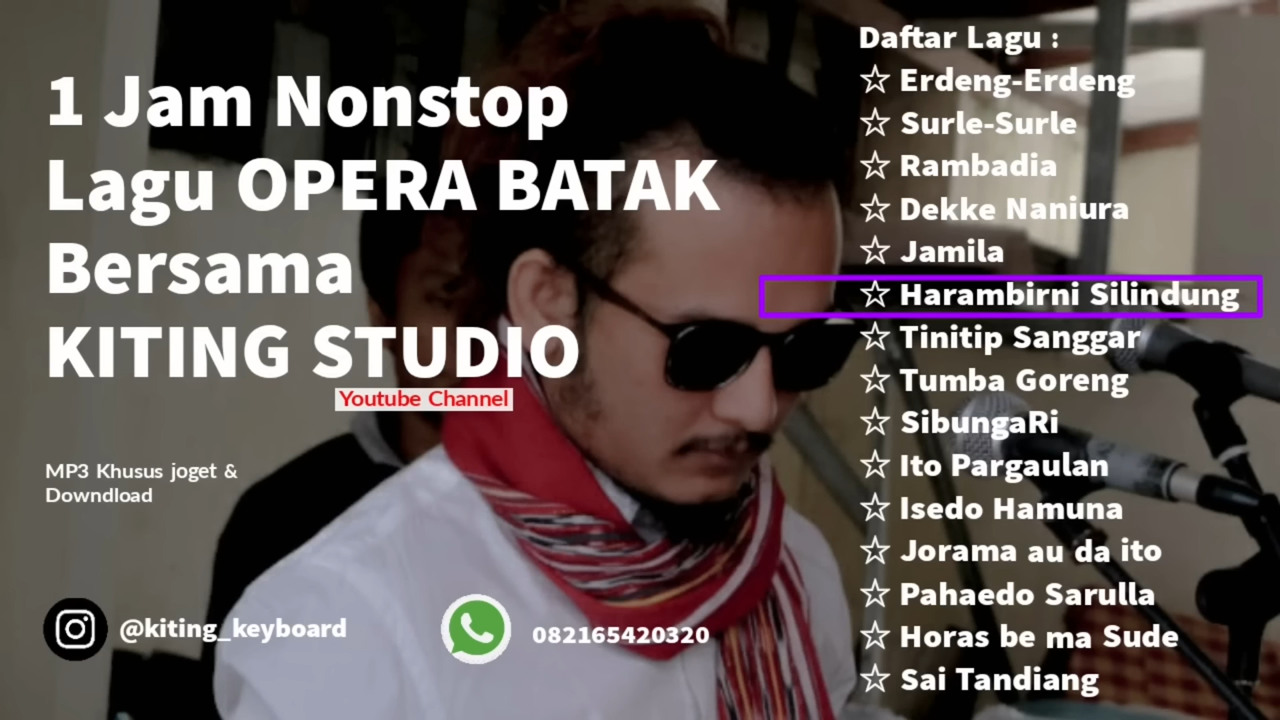 1 Jam Nonstop
Lagu OPERA BATAK
Bersama
KITING STUDIO
Youtube Channel
MP3 Khusus joget &
Downdload
@kiting_keyboard
082165420320
Daftar Lagu :
☆ Erdeng-Erdeng
☆ Surle-Surle
☆ Rambadia
☆ Dekke Naniura
☆ Jamila
☆ Harambirni Silindung
☆ Tinitip Sanggar
☆ Tumba Goreng
☆ SibungaRi
☆ Ito Pargaulan
☆ Isedo Hamuna
☆ Jorama au da ito
☆ Pahaedo Sarulla
☆ Horas be ma Sude
☆ Sai Tandiang